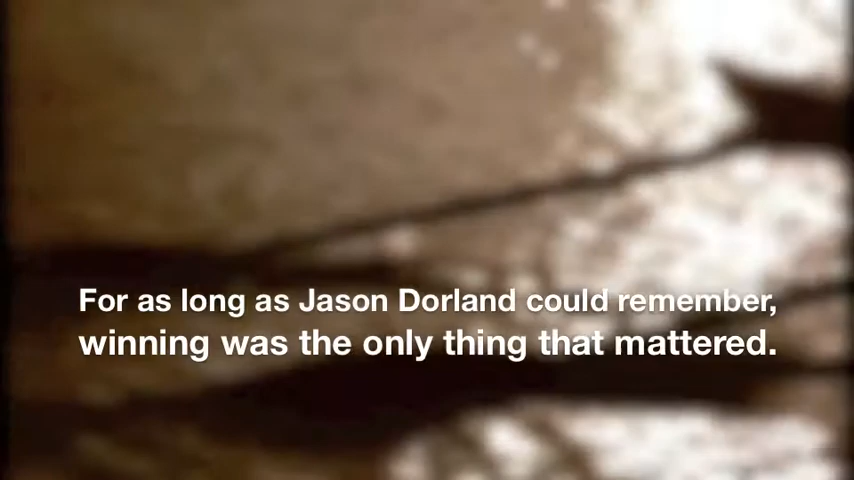 For as long as Jason Dorland could remember,
winning was the only thing that mattered.